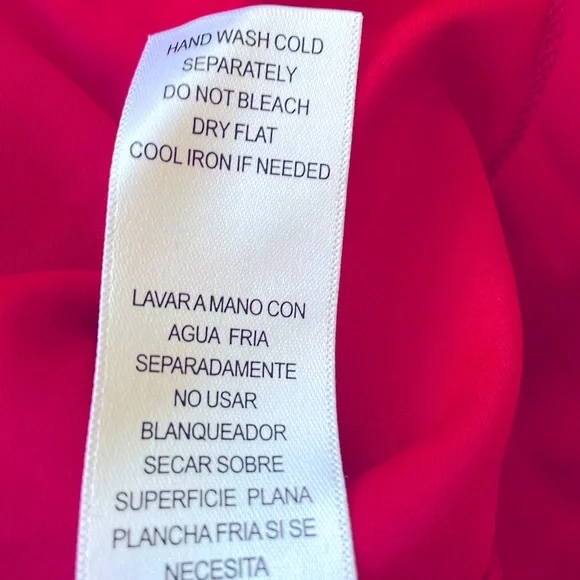 HAND WASH COLD
SEPARATELY
DO NOT BLEACH
DRY FLAT
COOL IRON IF NEEDED
LAVAR A MANO CON
AGUA FRIA
SEPARADAMENTE
NO USAR
BLANQUEADOR
SECAR SOBRE
SUPERFICIE PLANA
PLANCHA FRIA SI SE
NECESITA